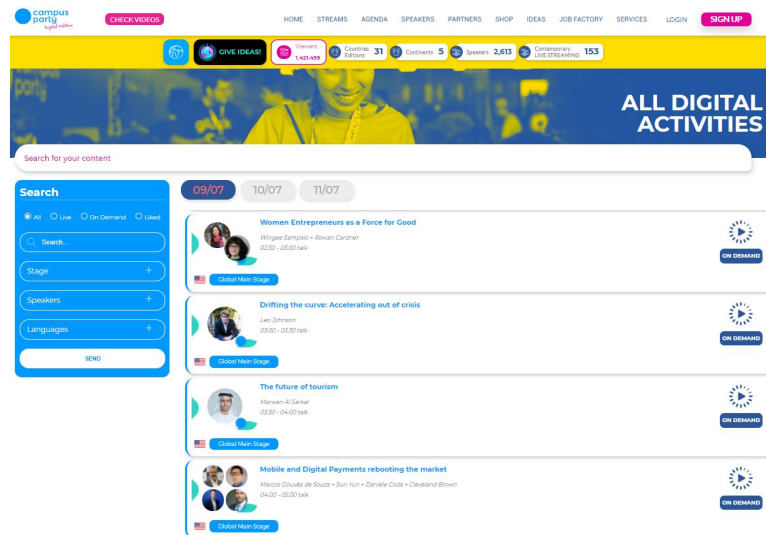 campus
party
digital edition
CHECK VIDEOS
HOME STREAMS AGENDA SPEAKERS PARTNERS SHOP IDEAS JOB FACTORY SERVICES LOGIN SIGN UP
GIVE IDEAS!
Viewers
1.421.459
Countries
Editions 31
Continents 5
Speakers 2,613
Contemporary
LIVE STREAMING 153
party
ALL DIGITAL
ACTIVITIES
Search for your content
Search
All Live On Demand Liked
Search...
Stage +
Speakers +
Languages +
SEND
09/07 10/07 11/07
Women Entrepreneurs as a Force for Good
Wingee Sampaio + Rowan Gardner
02:30 - 03:00 talk
ON DEMAND
Global Main Stage
Drifting the curve: Accelerating out of crisis
Leo Johnson
03:00 - 03:30 talk
ON DEMAND
Global Main Stage
The future of tourism
Marwan Al Sarkal
03:30 - 04:00 talk
ON DEMAND
Global Main Stage
Mobile and Digital Payments rebooting the market
Marcos Gouvêa de Souza + Sun Yun + Daniele Coda + Cleveland Brown
04:00 - 05:00 talk
ON DEMAND
Global Main Stage